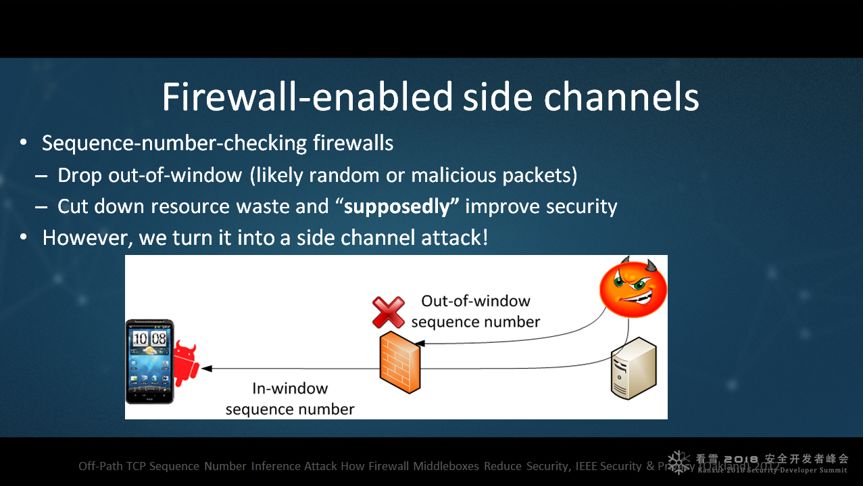 Firewall-enabled side channels
• Sequence-number-checking firewalls
– Drop out-of-window (likely random or malicious packets)
– Cut down resource waste and “supposedly” improve security
• However, we turn it into a side channel attack!
Out-of-window
sequence number
10 08
In-window
sequence number
Off-Path TCP Sequence Number Inference Attack How Firewall Middleboxes Reduce Security, IEEE Security & Privacy (Oakland) 2012
看雪 2018 安全开发者峰会
Kanxue 2018 Security Developer Summit